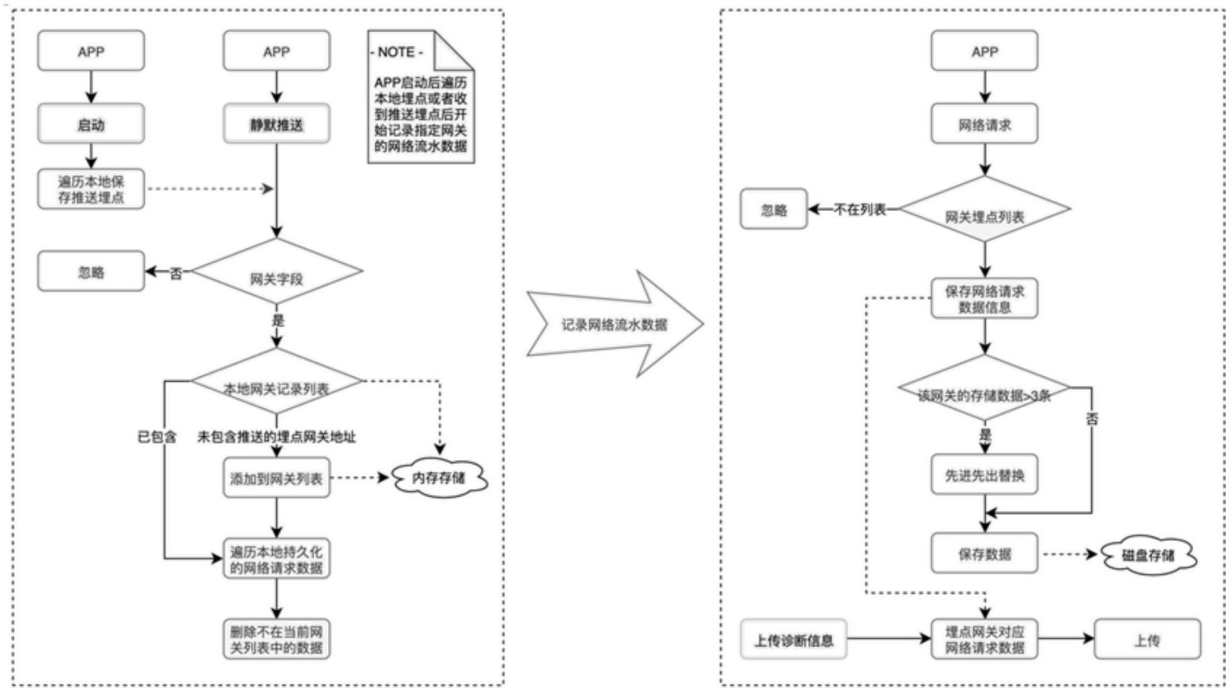 APP
启动
遍历本地保
存推送埋点
APP
静默推送
- NOTE -
APP启动后遍历
本地埋点或者收
到推送埋点后开
始记录指定网关
的网络流水数据
忽略
否
网关字段
是
本地网关记录列表
已包含
未包含推送的埋点网关地址
添加到网关列表
内存存储
遍历本地持久化
的网络请求数据
删除不在当前网
关列表中的数据
记录网络流水数据
APP
网络请求
忽略
不在列表
网关埋点列表
保存网络请求
数据信息
该网关的存储数据>3条
否
是
先进先出替换
保存数据
磁盘存储
上传诊断信息
埋点网关对应
网络请求数据
上传